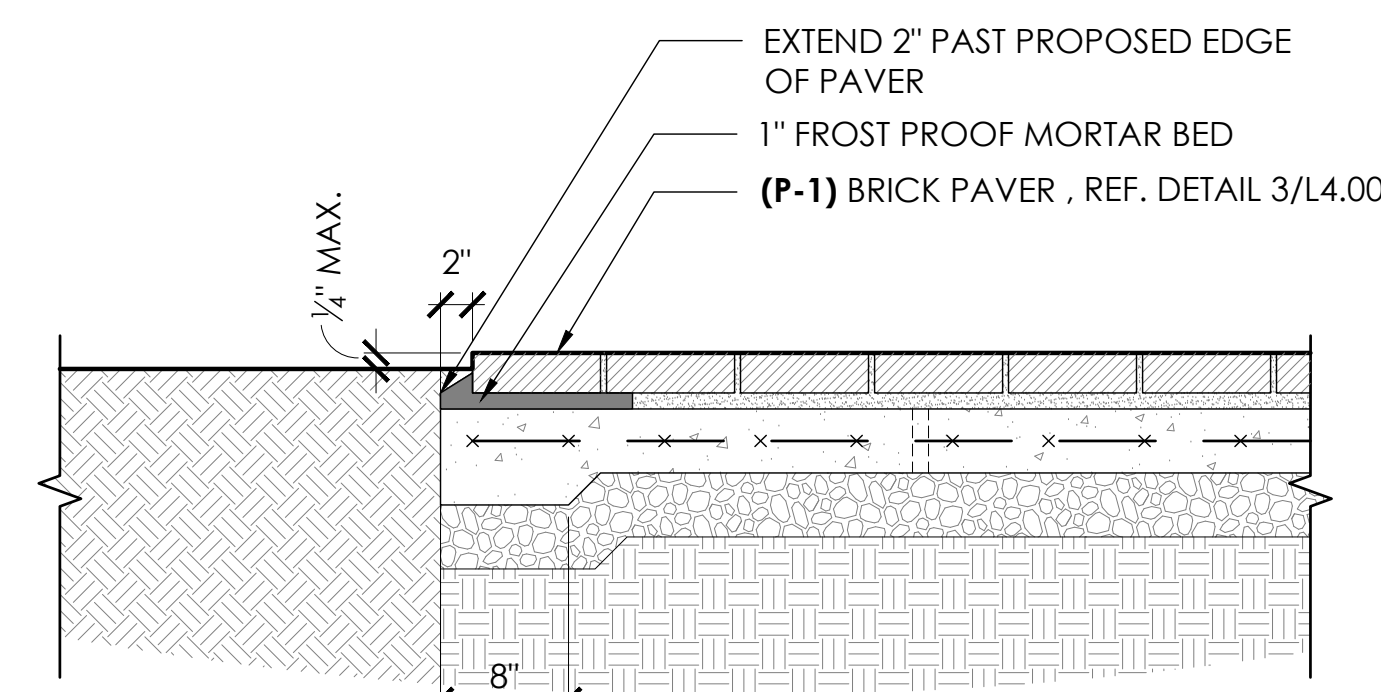 EXTEND 2" PAST PROPOSED EDGE
OF PAVER
1" FROST PROOF MORTAR BED
(P-1) BRICK PAVER , REF. DETAIL 3/L4.00
¼" MAX.
2"
8"